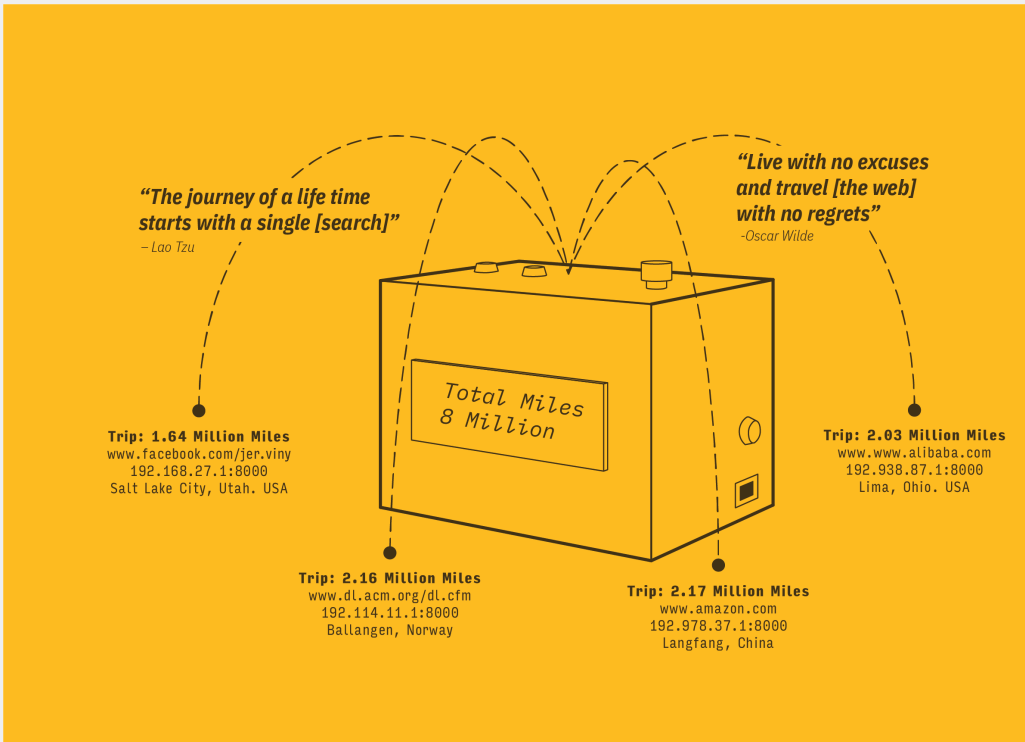 “The journey of a life time
starts with a single [search]”
– Lao Tzu
“Live with no excuses
and travel [the web]
with no regrets”
-Oscar Wilde
Total Miles
8 Million
Trip: 1.64 Million Miles
www.facebook.com/jer.viny
192.168.27.1:8000
Salt Lake City, Utah. USA
Trip: 2.03 Million Miles
www.www.alibaba.com
192.938.87.1:8000
Lima, Ohio. USA
Trip: 2.16 Million Miles
www.dl.acm.org/dl.cfm
192.114.11.1:8000
Ballangen, Norway
Trip: 2.17 Million Miles
www.amazon.com
192.978.37.1:8000
Langfang, China